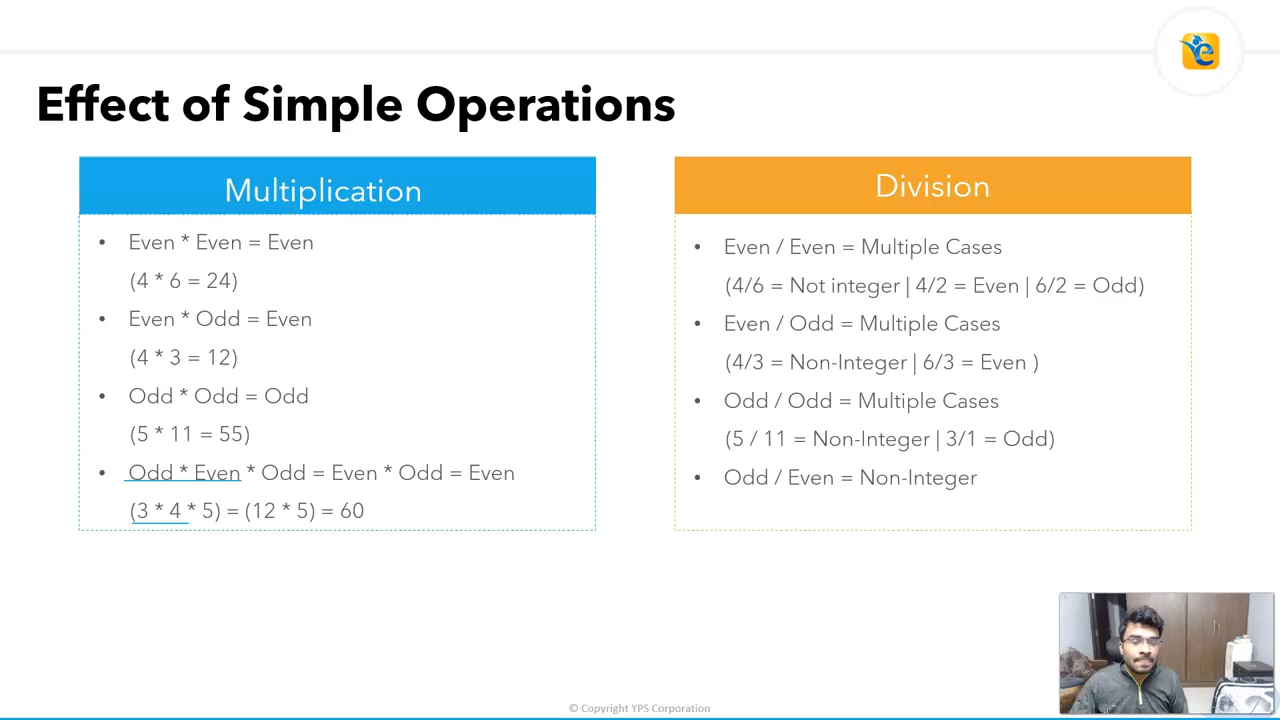 Effect of Simple Operations
Multiplication
• Even * Even = Even
(4 * 6 = 24)
• Even * Odd = Even
(4 * 3 = 12)
• Odd * Odd = Odd
(5 * 11 = 55)
• Odd * Even * Odd = Even * Odd = Even
(3 * 4 * 5) = (12 * 5) = 60
Division
• Even / Even = Multiple Cases
(4/6 = Not integer | 4/2 = Even | 6/2 = Odd)
• Even / Odd = Multiple Cases
(4/3 = Non-Integer | 6/3 = Even )
• Odd / Odd = Multiple Cases
(5 / 11 = Non-Integer | 3/1 = Odd)
• Odd / Even = Non-Integer
© Copyright YPS Corporation